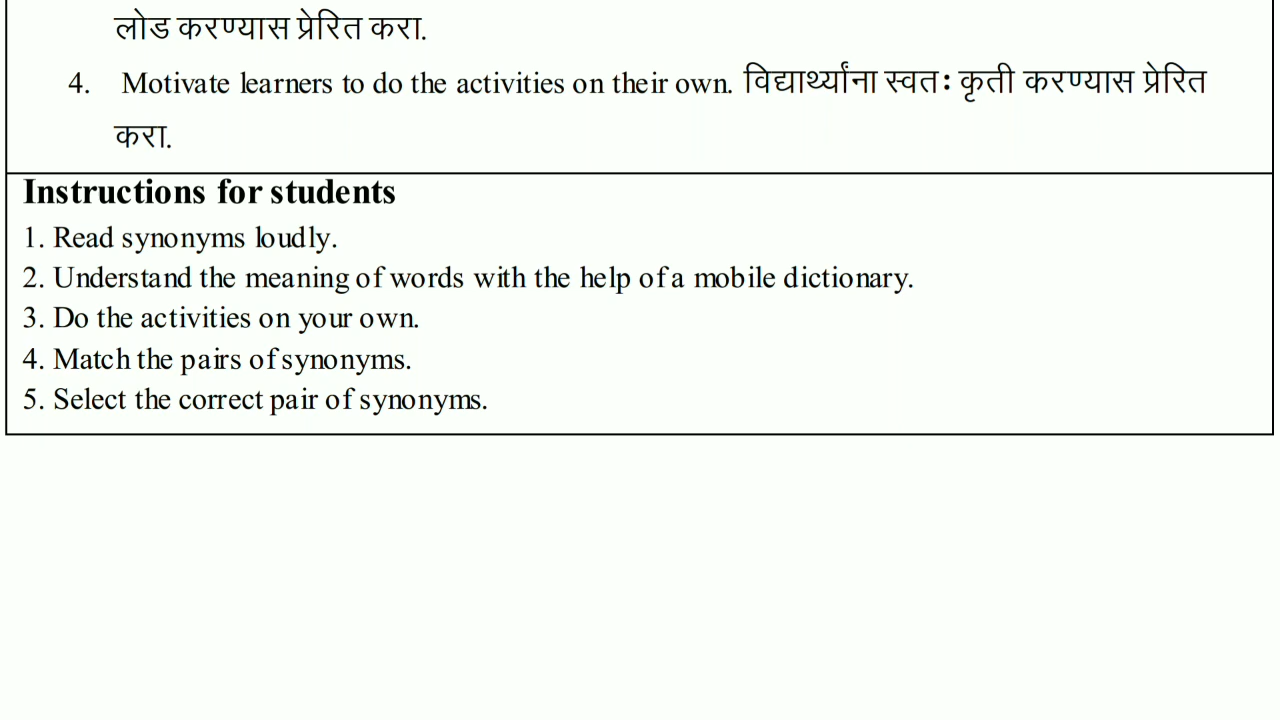 लोड करण्यास प्रेरित करा.
4. Motivate learners to do the activities on their own. विद्यार्थ्यांना स्वतः कृती करण्यास प्रेरित
करा.
Instructions for students
1. Read synonyms loudly.
2. Understand the meaning of words with the help of a mobile dictionary.
3. Do the activities on your own.
4. Match the pairs of synonyms.
5. Select the correct pair of synonyms.